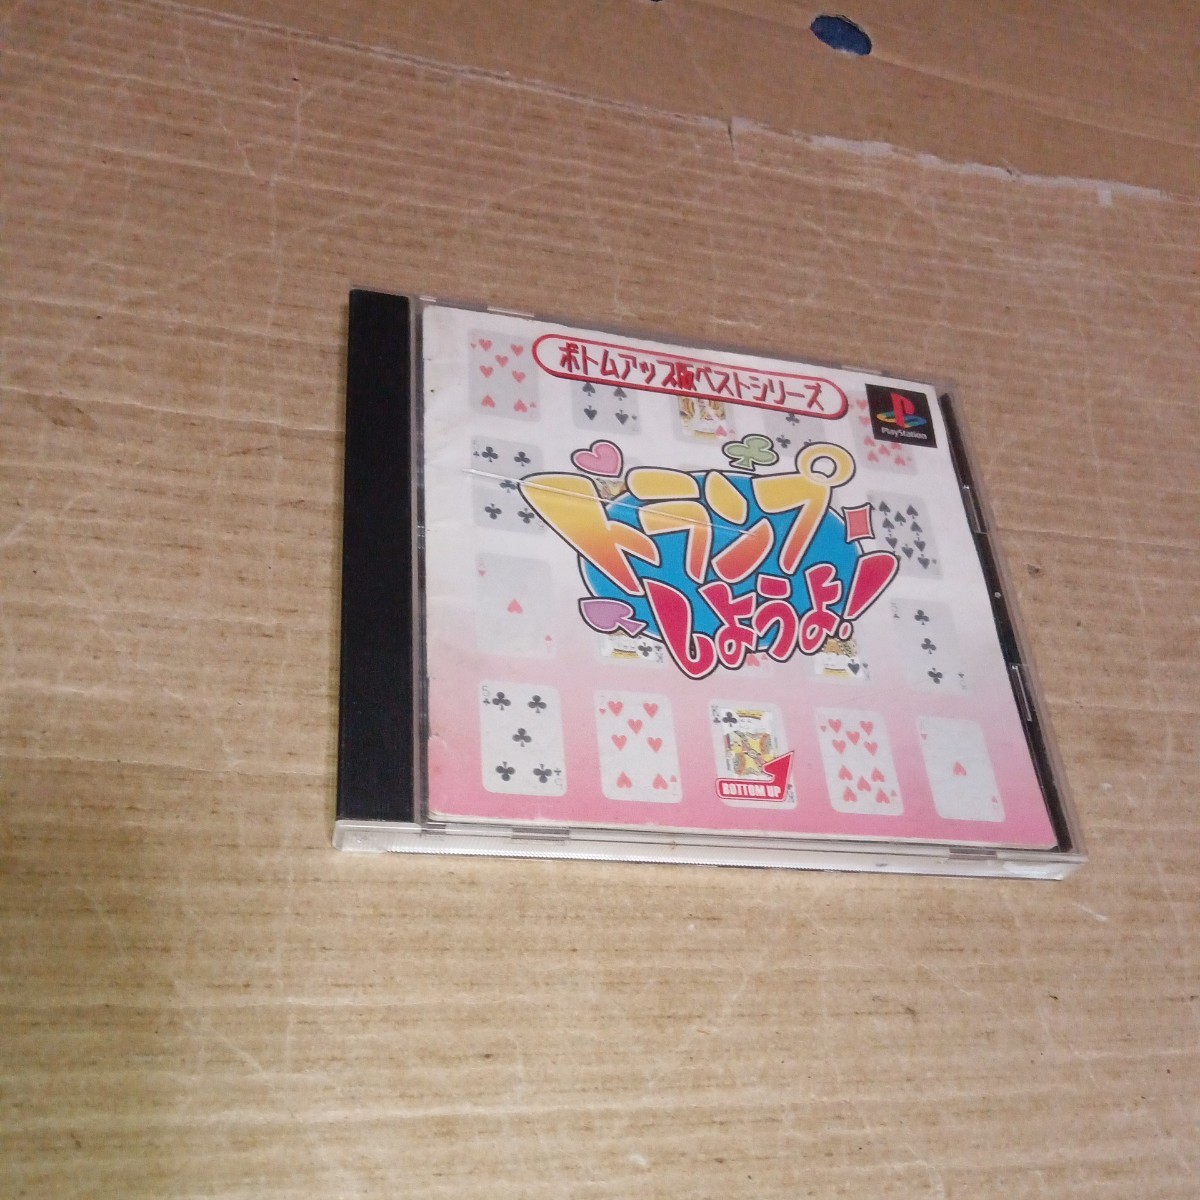 ボトムアップ版ベストシリーズ
PlayStation
トランプ
しようよ!
BOTTOM UP